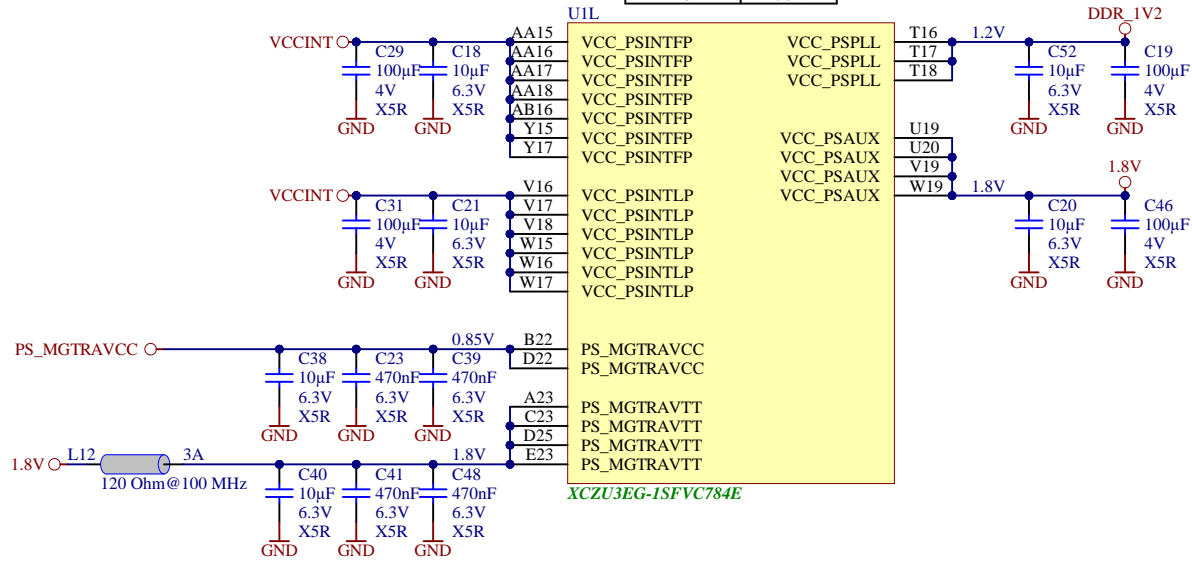 U1L
VCCINT
C29
100µF
4V
X5R
GND
C18
10µF
6.3V
X5R
GND
AA15
AA16
AA17
AA18
AB16
Y15
Y17
VCC_PSINTFP
VCC_PSINTFP
VCC_PSINTFP
VCC_PSINTFP
VCC_PSINTFP
VCC_PSINTFP
VCC_PSINTFP
VCC_PSPLL
VCC_PSPLL
VCC_PSPLL
T16
T17
T18
1.2V
DDR_1V2
C52
10µF
6.3V
X5R
GND
C19
100µF
4V
X5R
GND
VCCINT
C31
100µF
4V
X5R
GND
C21
10µF
6.3V
X5R
GND
V16
V17
V18
W15
W16
W17
VCC_PSINTLP
VCC_PSINTLP
VCC_PSINTLP
VCC_PSINTLP
VCC_PSINTLP
VCC_PSINTLP
VCC_PSAUX
VCC_PSAUX
VCC_PSAUX
VCC_PSAUX
U19
U20
V19
W19
1.8V
1.8V
C20
10µF
6.3V
X5R
GND
C46
100µF
4V
X5R
GND
PS_MGTRAVCC
0.85V
C38
10µF
6.3V
X5R
GND
C23
470nF
6.3V
X5R
GND
C39
470nF
6.3V
X5R
GND
B22
D22
PS_MGTRAVCC
PS_MGTRAVCC
A23
C23
D25
E23
PS_MGTRAVTT
PS_MGTRAVTT
PS_MGTRAVTT
PS_MGTRAVTT
1.8V
L12
3A
120 Ohm@100 MHz
1.8V
C40
10µF
6.3V
X5R
GND
C41
470nF
6.3V
X5R
GND
C48
470nF
6.3V
X5R
GND
XCZU3EG-1SFVC784E